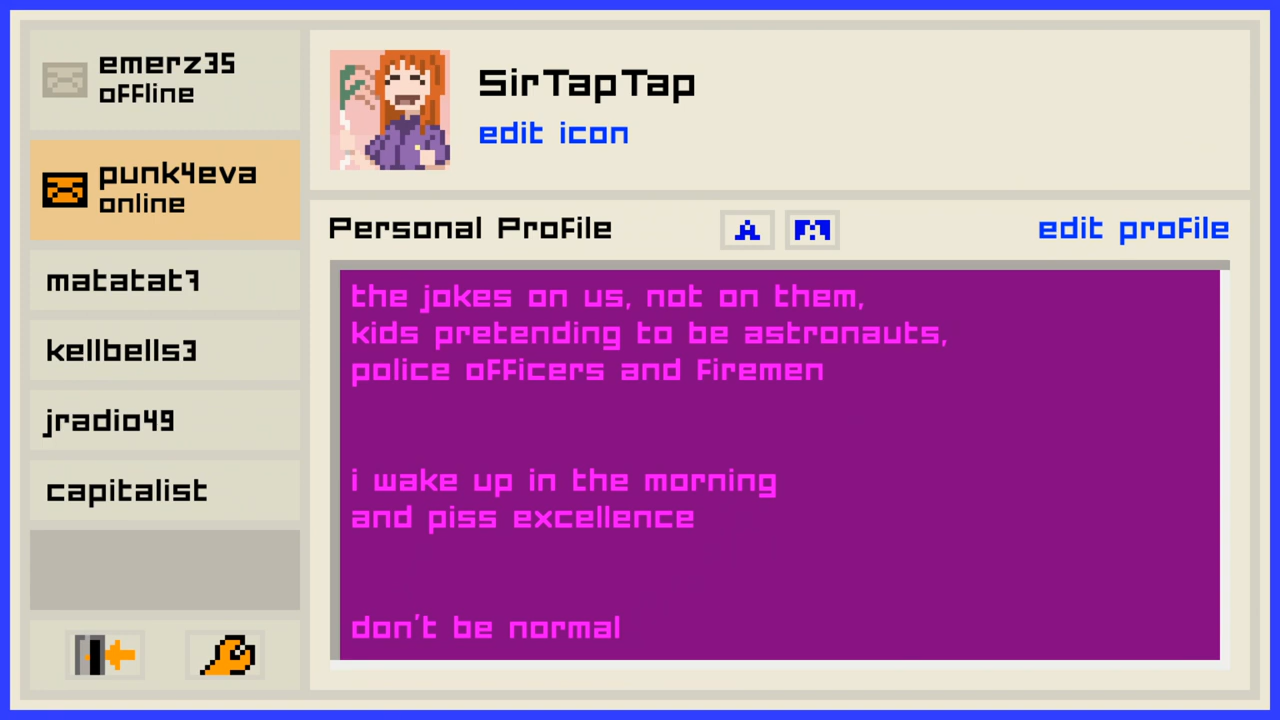 emerz35
offline
punk4eva
online
matatat7
kellbells3
jradio49
capitalist
SirTapTap
edit icon
Personal Profile
A
M
edit profile
the jokes on us, not on them,
kids pretending to be astronauts,
police officers and firemen
i wake up in the morning
and piss excellence
don't be normal